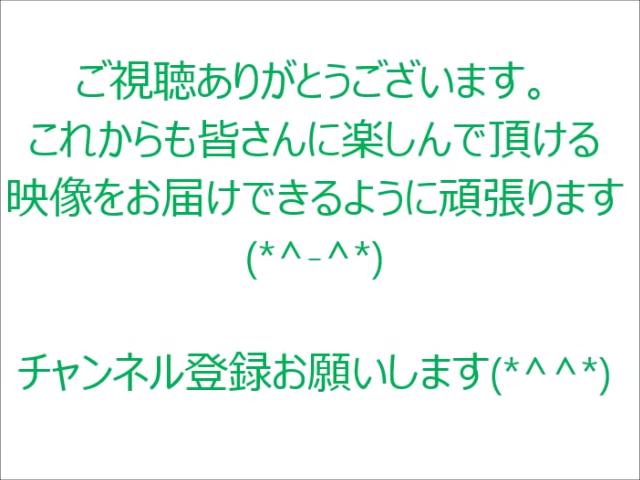 ご視聴ありがとうございます。
これからも皆さんに楽しんで頂ける
映像をお届けできるように頑張ります
(*^-^*)
チャンネル登録お願いします(*^^*)